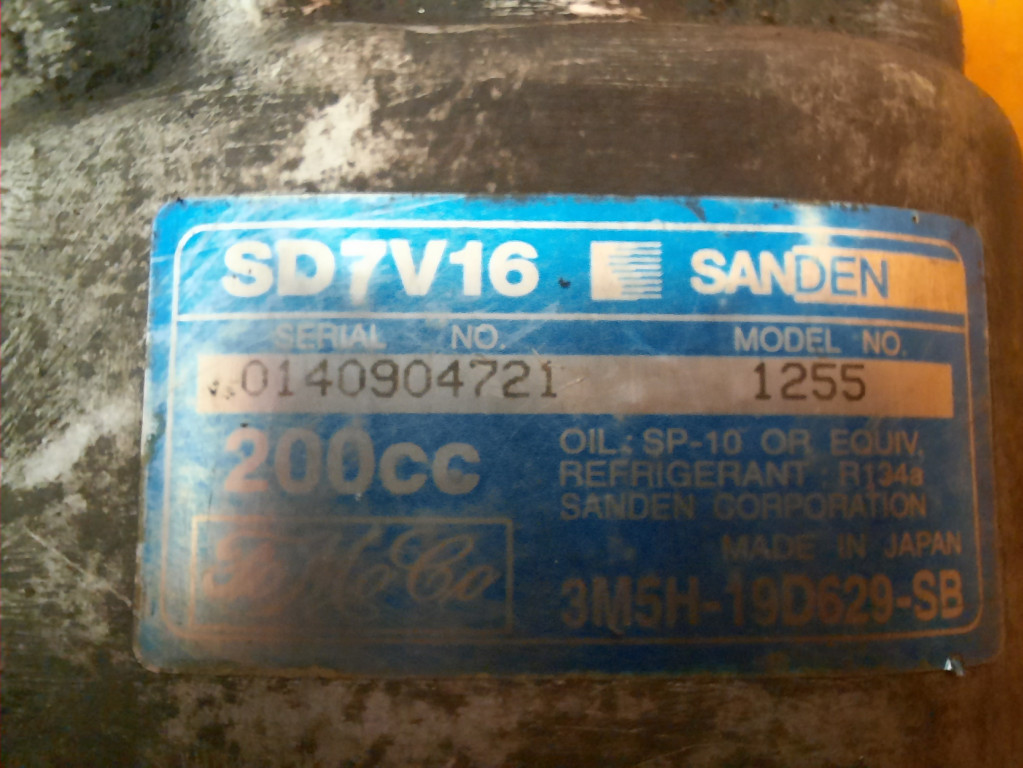 SD7V16 SANDEN
SERIAL NO. MODEL NO.
0140904721 1255
200cc
OIL: SP-10 OR EQUIV.
REFRIGERANT : R134a
SANDEN CORPORATION
FoMoCo
MADE IN JAPAN
3M5H-19D629-SB